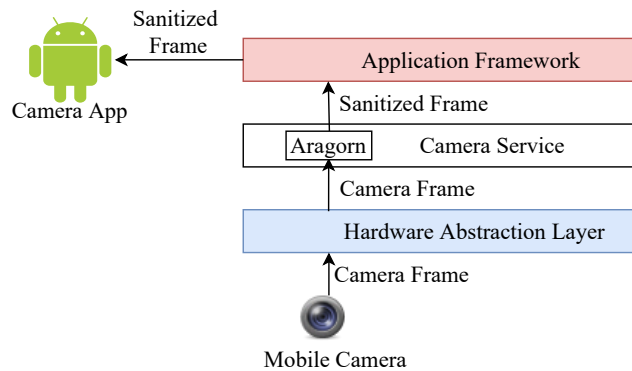 Sanitized
Frame
Camera App
Application Framework
Sanitized Frame
Aragorn
Camera Service
Camera Frame
Hardware Abstraction Layer
Camera Frame
Mobile Camera